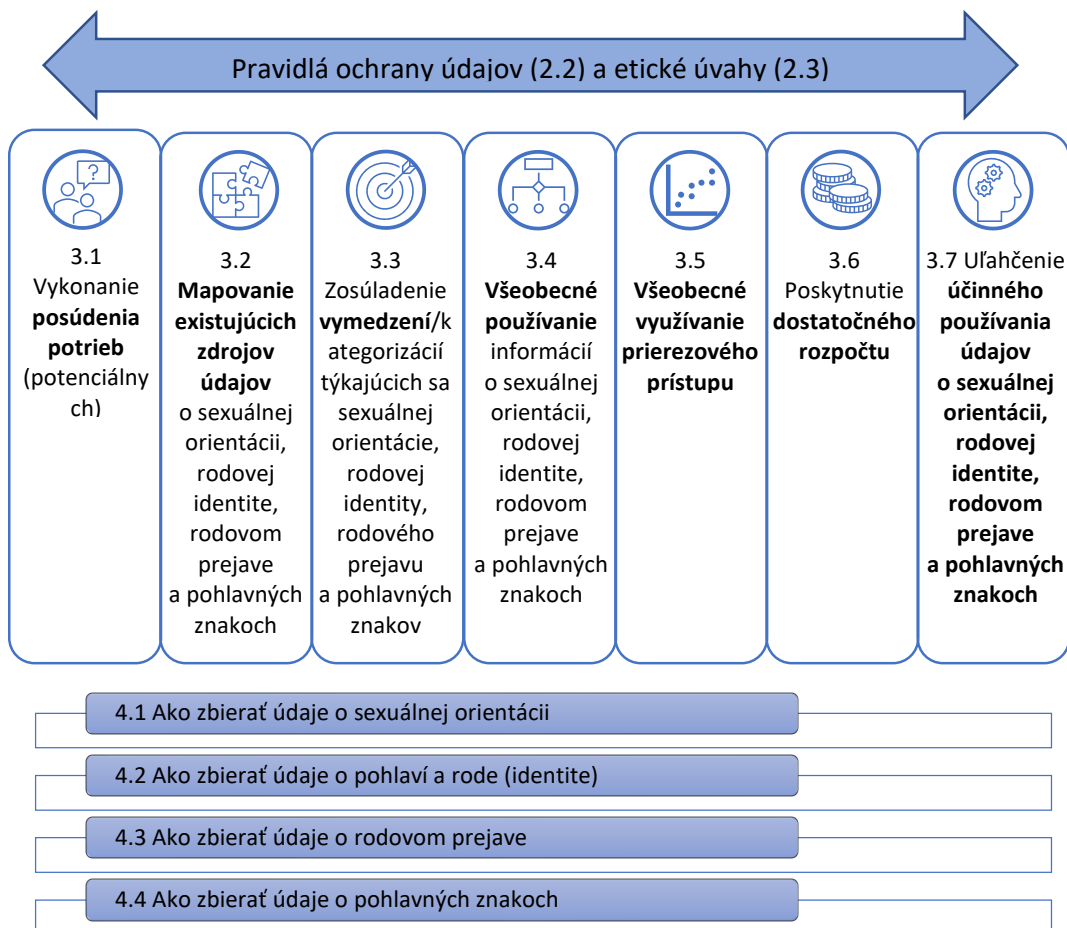 Pravidlá ochrany údajov (2.2) a etické úvahy (2.3)
?
3.1
Vykonanie
posúdenia
potrieb
(potenciálny
ch)
3.2
Mapovanie
existujúcich
zdrojov
údajov
o sexuálnej
orientácii,
rodovej
identite,
rodovom
prejave
a pohlavných
znakoch
3.3
Zosúladenie
vymedzení/k
ategorizácií
týkajúcich sa
sexuálnej
orientácie,
rodovej
identity,
rodového
prejavu
a pohlavných
znakov
3.4
Všeobecné
používanie
informácií
o sexuálnej
orientácii,
rodovej
identite,
rodovom
prejave
a pohlavných
znakoch
3.5
Všeobecné
využívanie
prierezového
prístupu
3.6
Poskytnutie
dostatočného
rozpočtu
3.7 Uľahčenie
účinného
používania
údajov
o sexuálnej
orientácii,
rodovej
identite,
rodovom
prejave
a pohlavných
znakoch
4.1 Ako zbierať údaje o sexuálnej orientácii
4.2 Ako zbierať údaje o pohlaví a rode (identite)
4.3 Ako zbierať údaje o rodovom prejave
4.4 Ako zbierať údaje o pohlavných znakoch